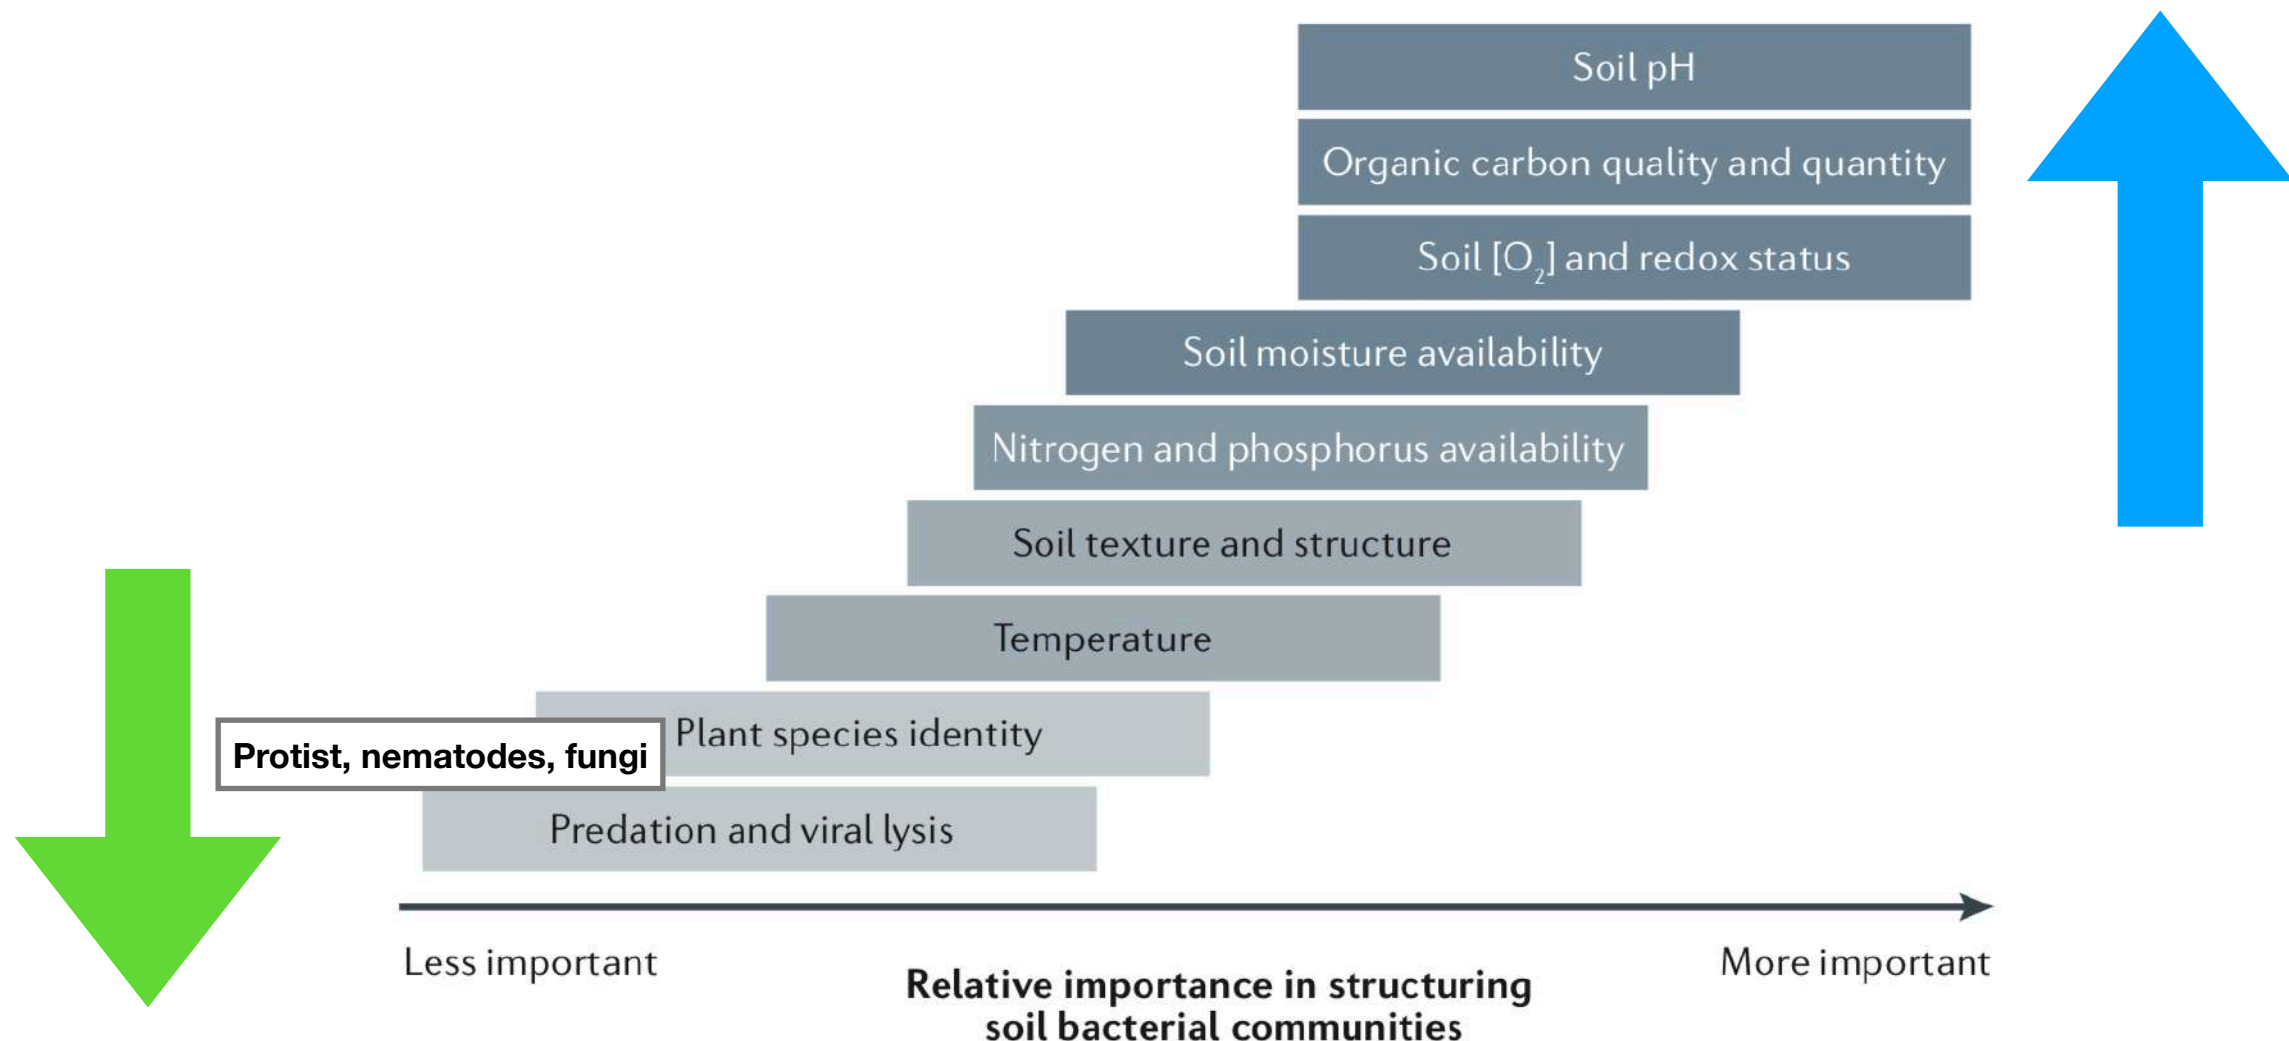 Soil pH
Organic carbon quality and quantity
Soil [O₂] and redox status
Soil moisture availability
Nitrogen and phosphorus availability
Soil texture and structure
Temperature
Plant species identity
Protist, nematodes, fungi
Predation and viral lysis
Less important
More important
Relative importance in structuring
soil bacterial communities